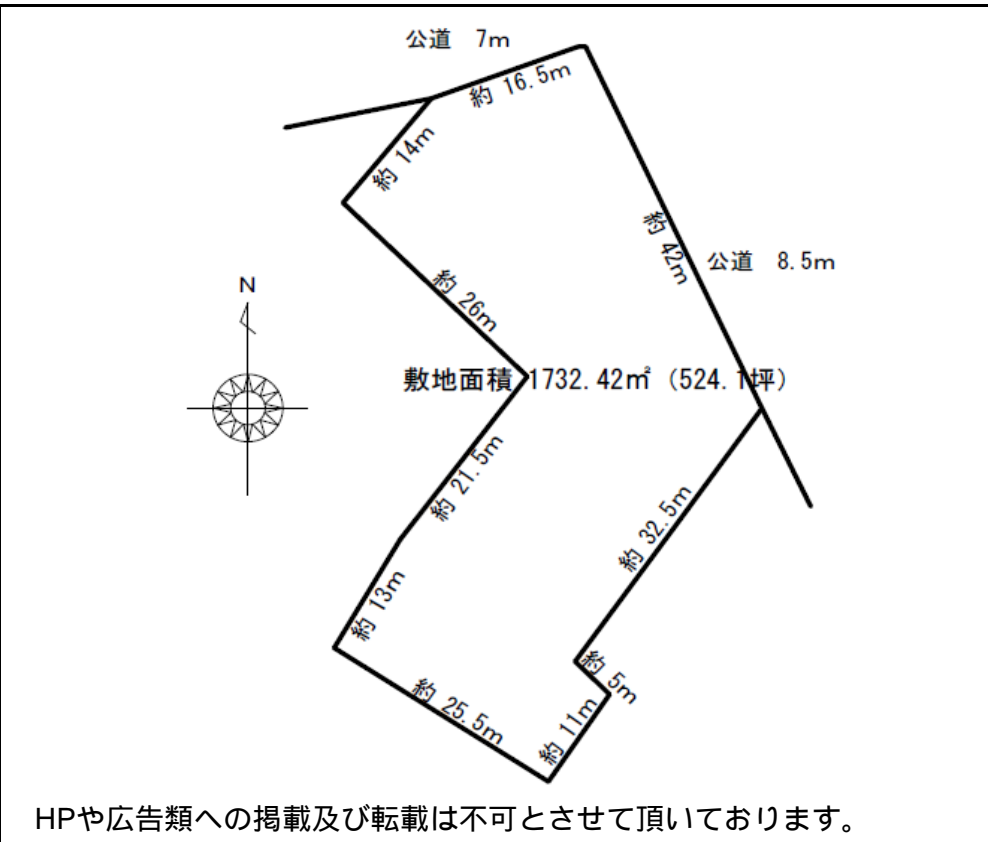 公道 7m
約 16.5m
約 14m
約 42m
公道 8.5m
約 26m
N
敷地面積 1732.42㎡（524.1坪）
約 21.5m
約 32.5m
約 13m
約 5m
約 25.5m
約 11m
HPや広告類への掲載及び転載は不可とさせて頂いております。